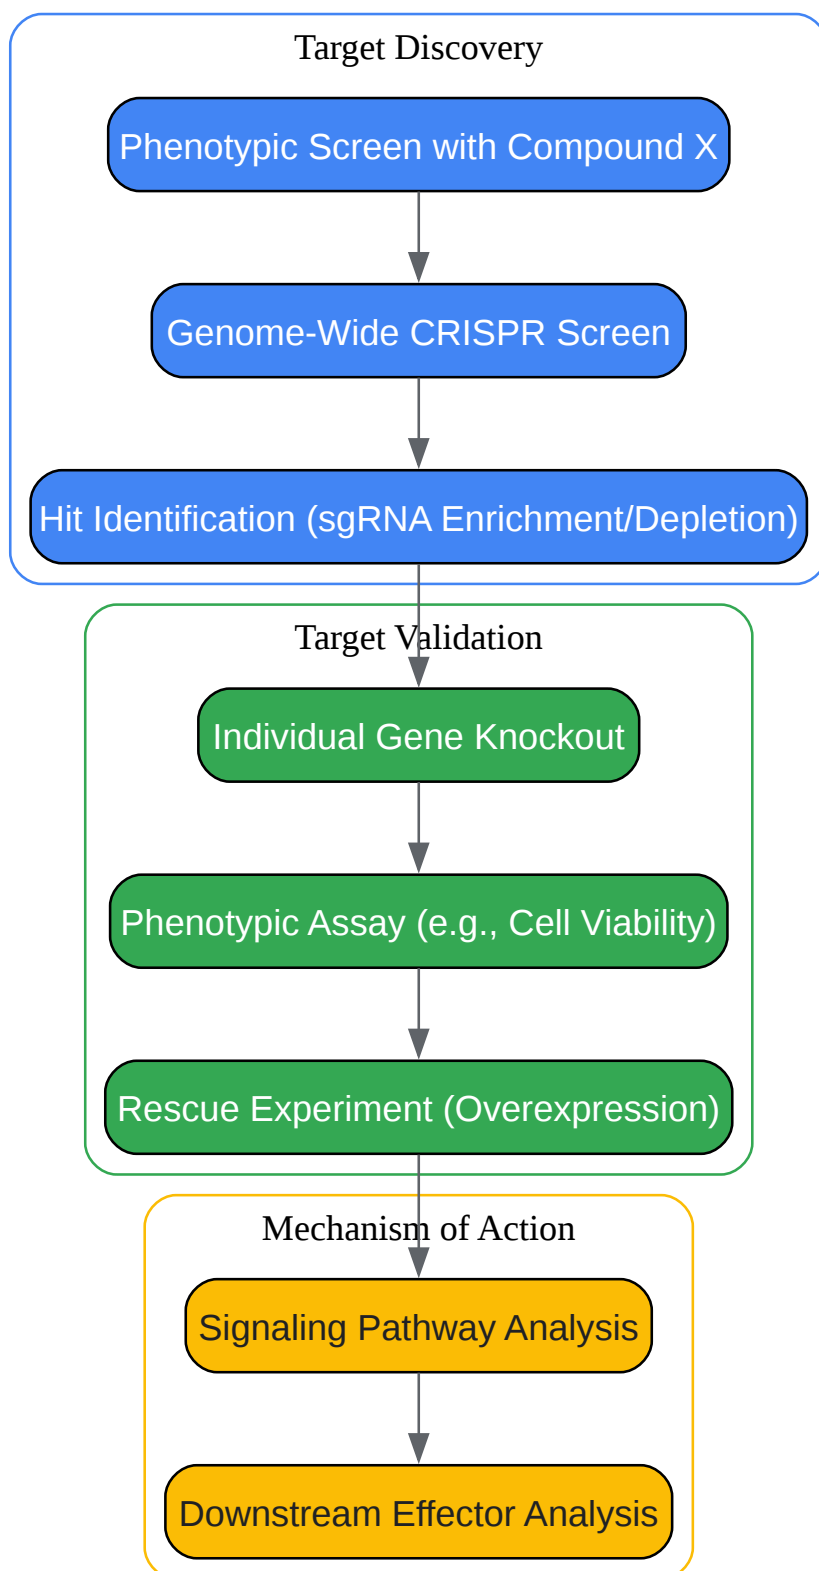 Target Discovery
Phenotypic Screen with Compound X
Genome-Wide CRISPR Screen
Hit Identification (sgRNA Enrichment/Depletion)
Target Validation
Individual Gene Knockout
Phenotypic Assay (e.g., Cell Viability)
Rescue Experiment (Overexpression)
Mechanism of Action
Signaling Pathway Analysis
Downstream Effector Analysis